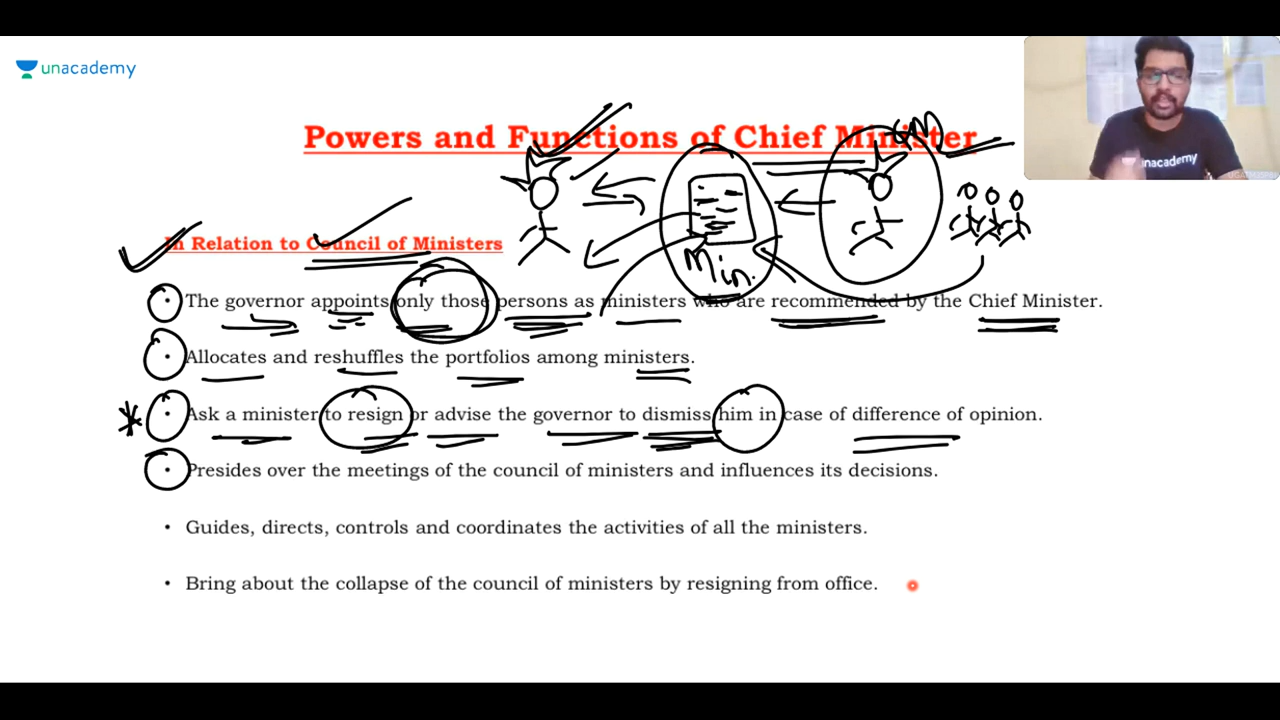 unacademy
Powers and Functions of Chief Minister
CM
unacademy
In Relation to Council of Ministers
Min.
• The governor appoints only those persons as ministers who are recommended by the Chief Minister.
• Allocates and reshuffles the portfolios among ministers.
• Ask a minister to resign or advise the governor to dismiss him in case of difference of opinion.
• Presides over the meetings of the council of ministers and influences its decisions.
• Guides, directs, controls and coordinates the activities of all the ministers.
• Bring about the collapse of the council of ministers by resigning from office.